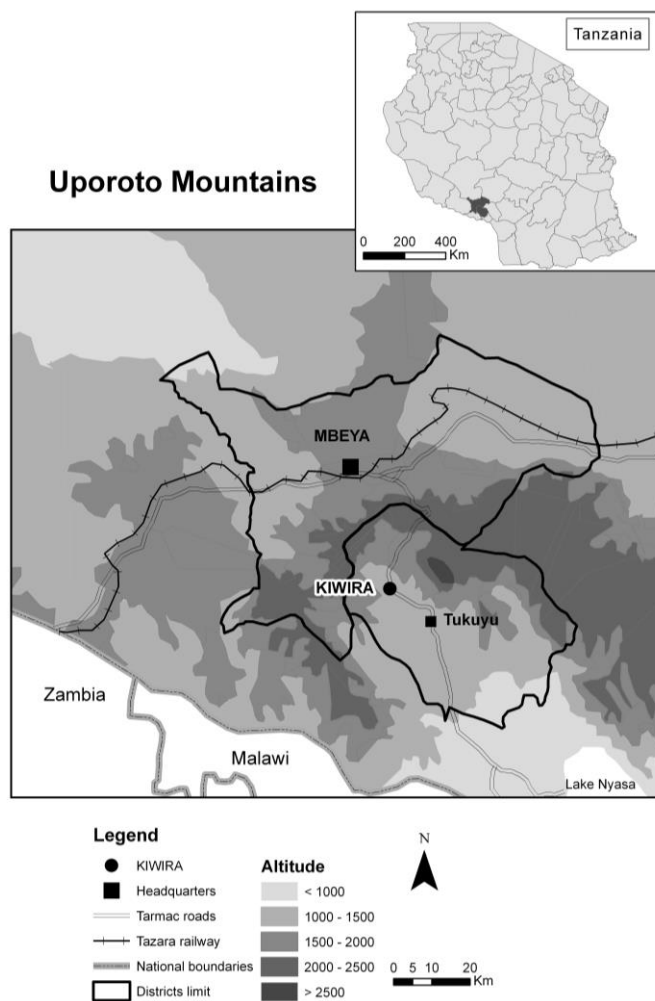 Tanzania
0 200 400
Km
Uporoto Mountains
MBEYA
KIWIRA
Tukuyu
Zambia
Malawi
Lake Nyasa
Legend
KIWIRA
Headquarters
Tarmac roads
Tazara railway
National boundaries
Districts limit
Altitude
< 1000
1000 - 1500
1500 - 2000
2000 - 2500
> 2500
N
0 5 10 20
Km